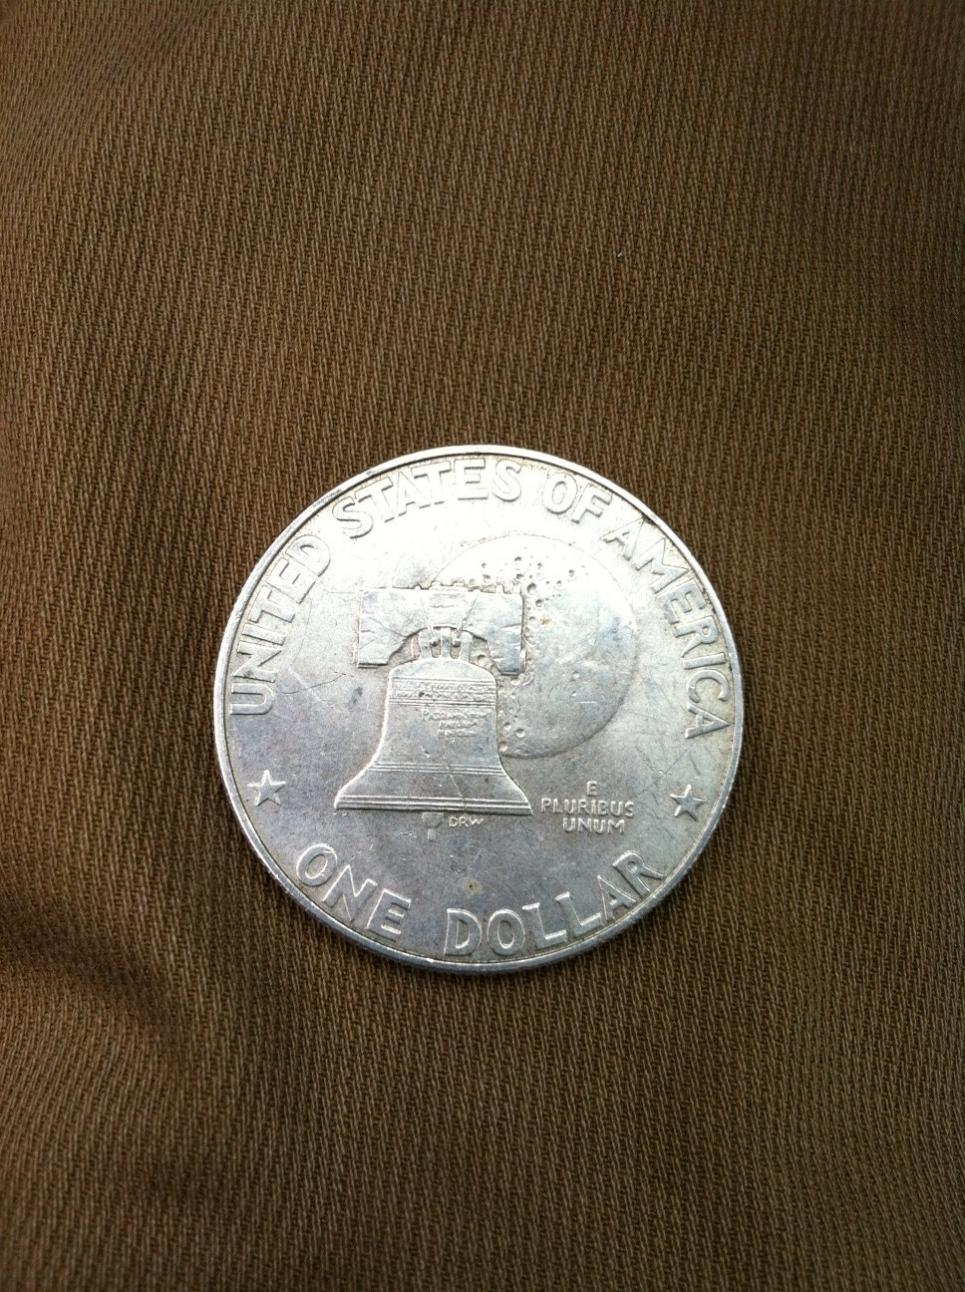 UNITED STATES OF AMERICA
E
PLURIBUS
UNUM
DRW
ONE DOLLAR